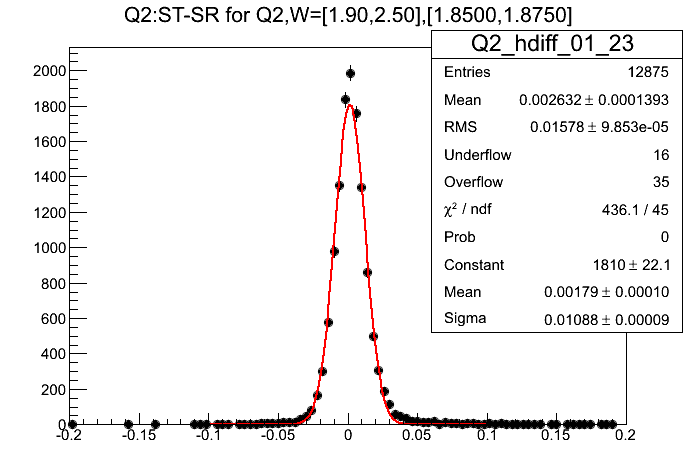 Q2:ST-SR for Q2,W=[1.90,2.50],[1.8500,1.8750]
Q2_hdiff_01_23
Entries 12875
Mean 0.002632 ± 0.0001393
RMS 0.01578 ± 9.853e-05
Underflow 16
Overflow 35
χ² / ndf 436.1 / 45
Prob 0
Constant 1810 ± 22.1
Mean 0.00179 ± 0.00010
Sigma 0.01088 ± 0.00009
2000
1800
1600
1400
1200
1000
800
600
400
200
0
-0.2 -0.15 -0.1 -0.05 0 0.05 0.1 0.15 0.2